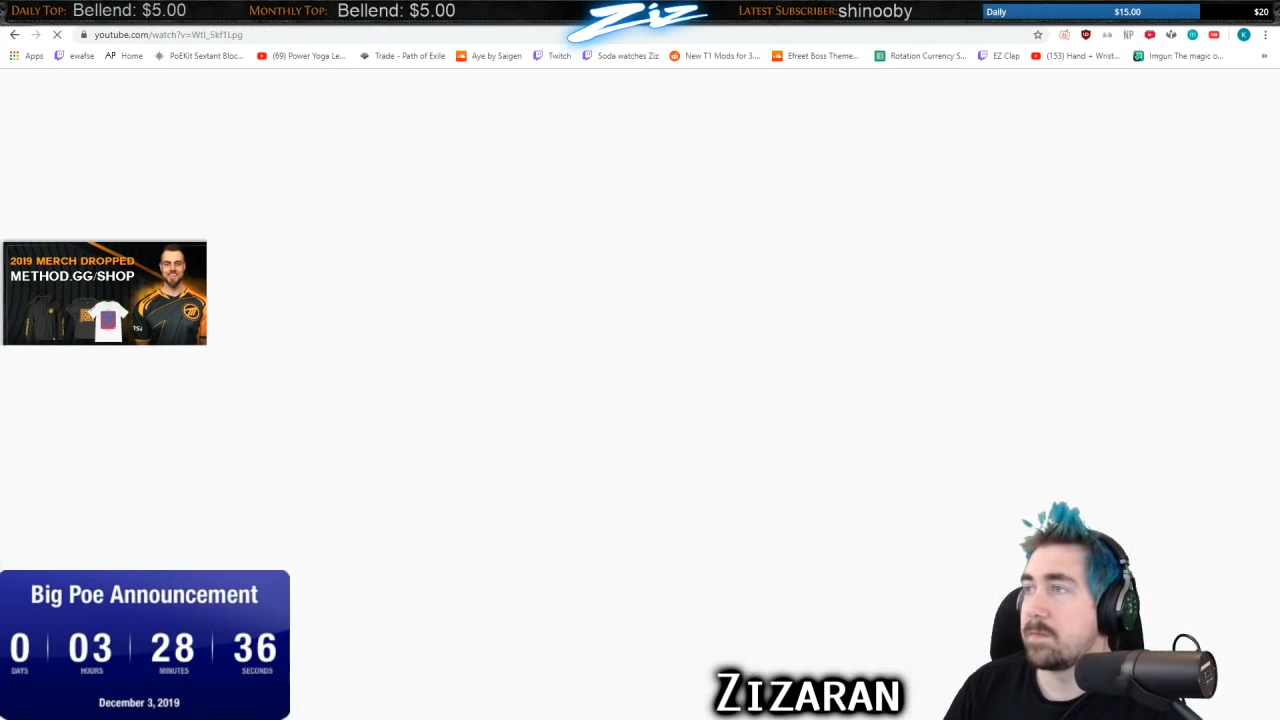 DAILY TOP: Bellend: $5.00 MONTHLY TOP: Bellend: $5.00 Ziz LATEST SUBSCRIBER: shinooby Daily $15.00 $20
youtube.com/watch?v=WtI_Skf1Lpg NP K
Apps ewafse AP Home PoEKit Sextant Bloc... (69) Power Yoga Le... Trade - Path of Exile Aye by Saigen Twitch Soda watches Ziz New T1 Mods for 3.... Efreet Boss Theme... Rotation Currency S... EZ Clap (153) Hand + Wrist... Imgur: The magic o... »
2019 MERCH DROPPED
METHOD.GG/SHOP
Big Poe Announcement
0 03 28 36
DAYS HOURS MINUTES SECONDS
December 3, 2019
ZIZARAN